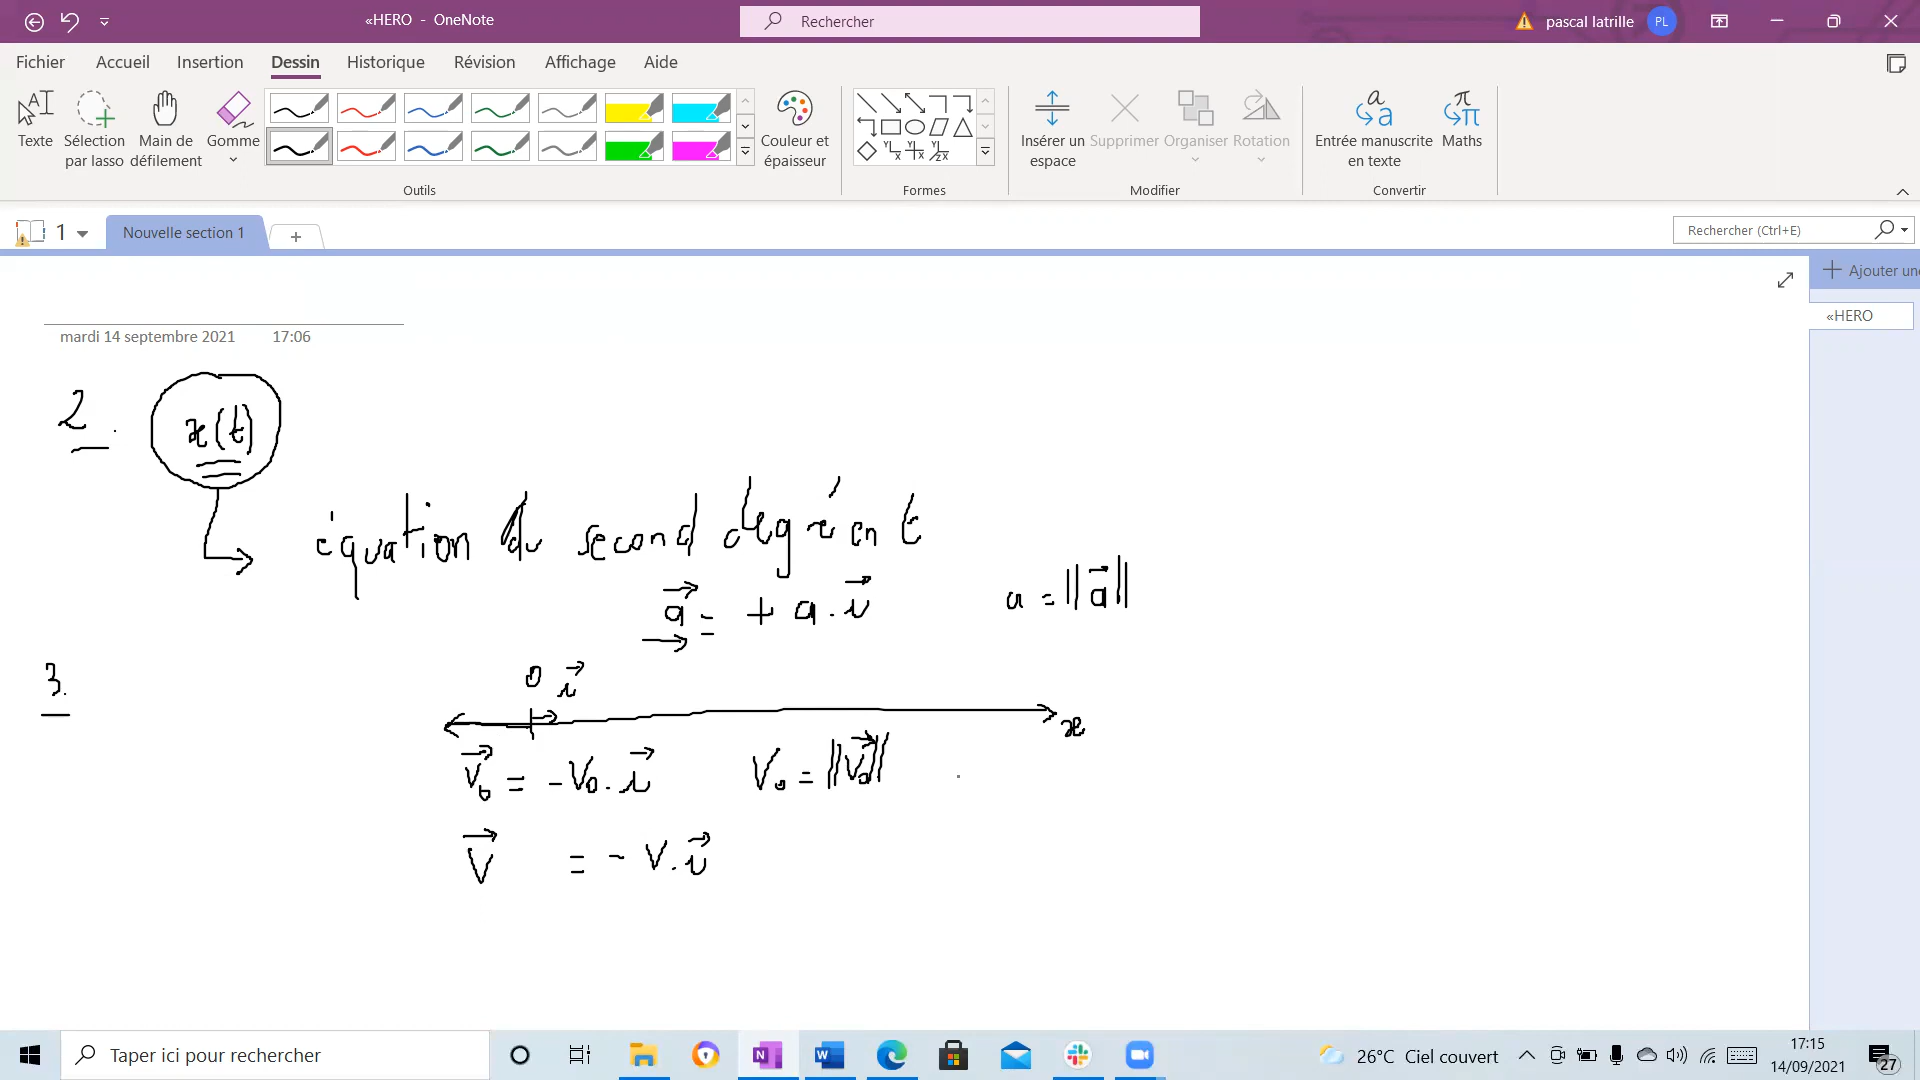 «HERO - OneNote
Rechercher
pascal latrille
PL
Fichier
Accueil
Insertion
Dessin
Historique
Révision
Affichage
Aide
Texte
Sélection par lasso
Main de défilement
Gomme
Couleur et épaisseur
Insérer un espace
Supprimer
Organiser
Rotation
Entrée manuscrite en texte
Maths
Outils
Formes
Modifier
Convertir
1
Nouvelle section 1
Rechercher (Ctrl+E)
Ajouter une
«HERO
mardi 14 septembre 2021 17:06
2. x(t)
équation du second degré en t
a⃗ = + a. i⃗
a = ||a⃗||
3.
0 i⃗
x
V⃗₀ = -V₀. i⃗
V₀ = ||V⃗₀||
V⃗ = - V. i⃗
Taper ici pour rechercher
26°C Ciel couvert
17:15
14/09/2021
27